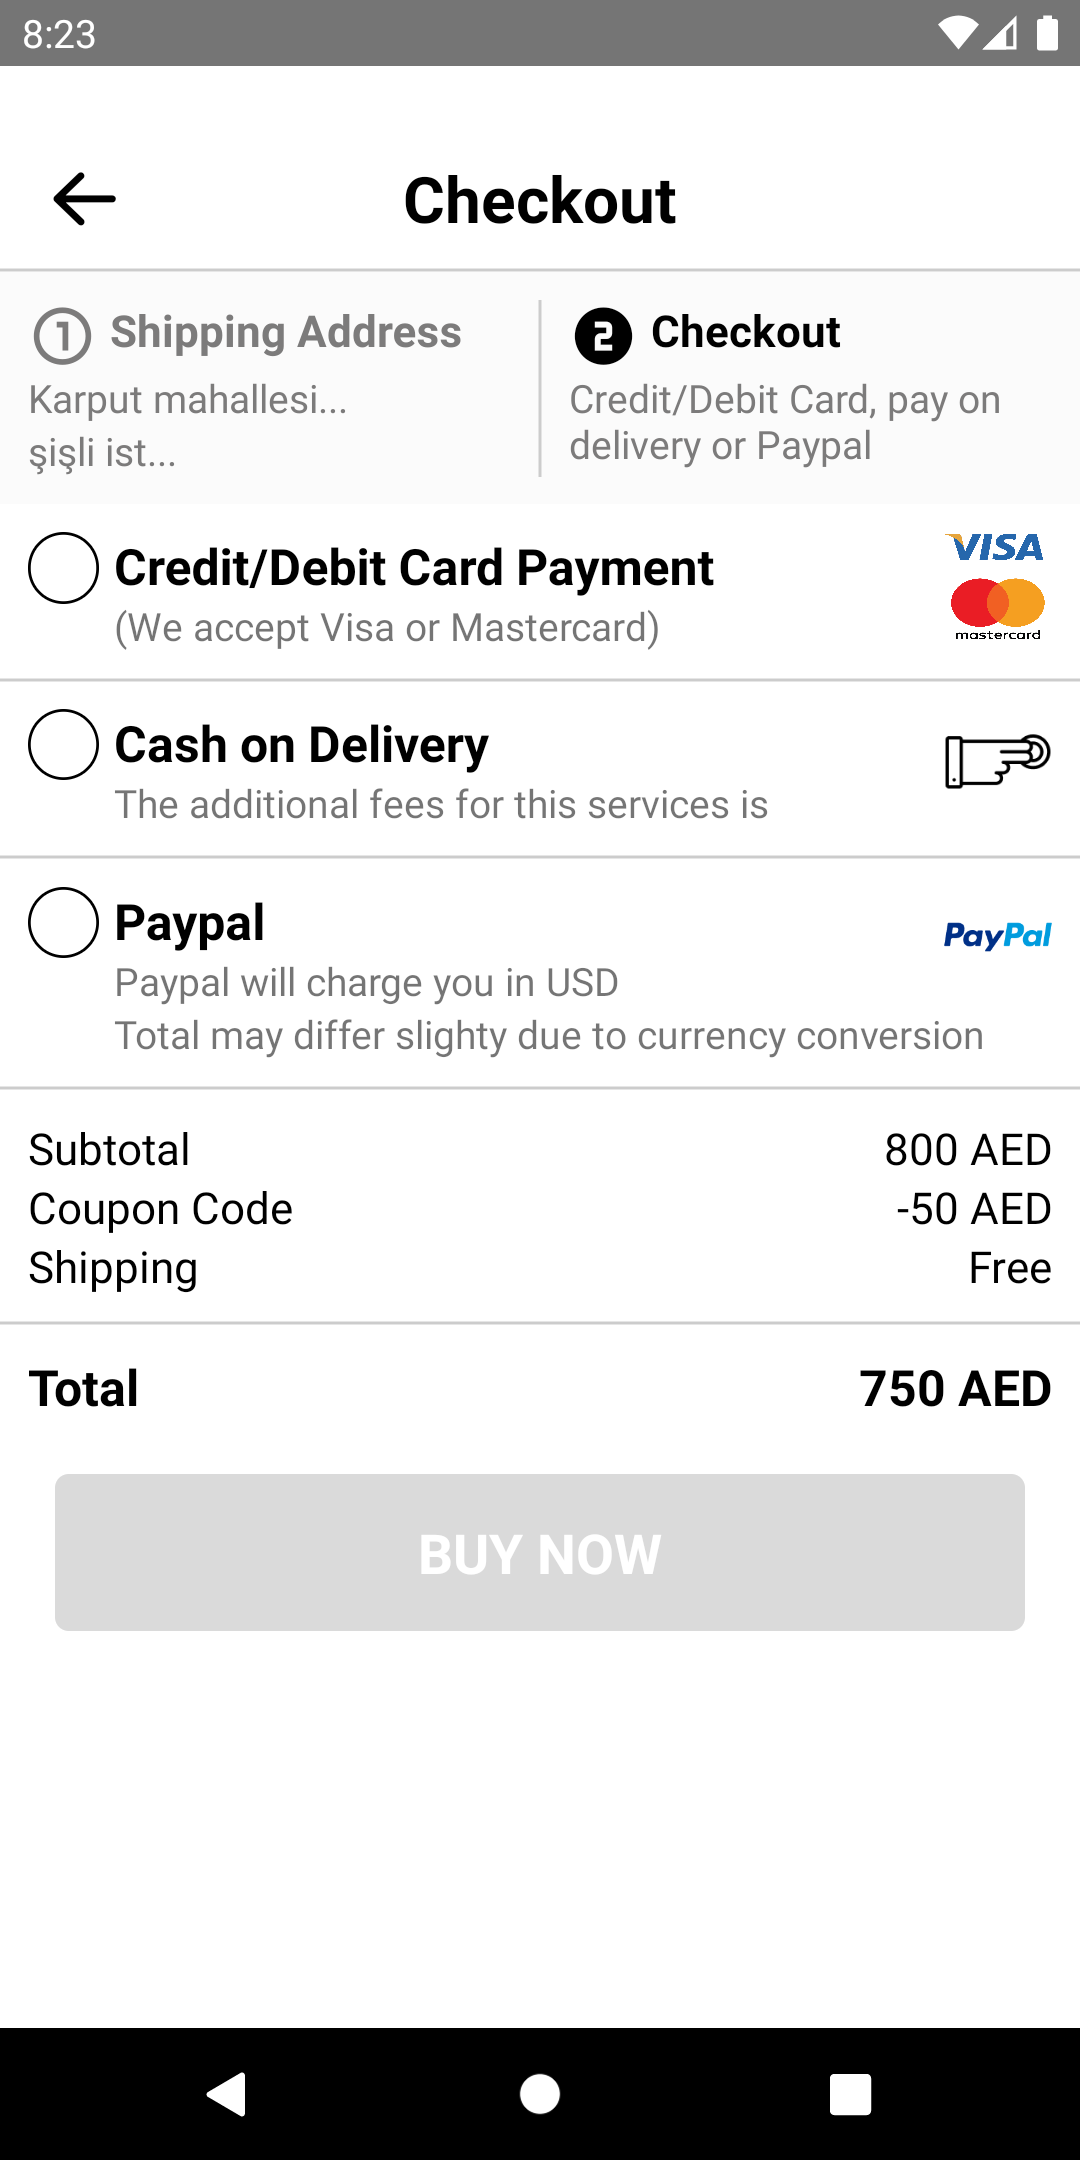 8:23
Checkout
1 Shipping Address
Karput mahallesi...
şişli ist...
2 Checkout
Credit/Debit Card, pay on
delivery or Paypal
Credit/Debit Card Payment
(We accept Visa or Mastercard)
VISA
mastercard
Cash on Delivery
The additional fees for this services is
Paypal
PayPal
Paypal will charge you in USD
Total may differ slighty due to currency conversion
Subtotal 800 AED
Coupon Code -50 AED
Shipping Free
Total 750 AED
BUY NOW